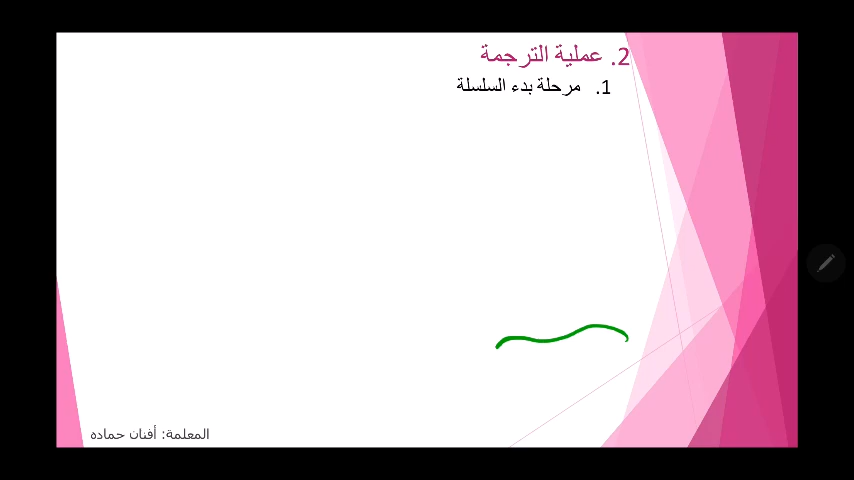 2. عملية الترجمة
1. مرحلة بدء السلسلة
المعلمة: أفنان حماده